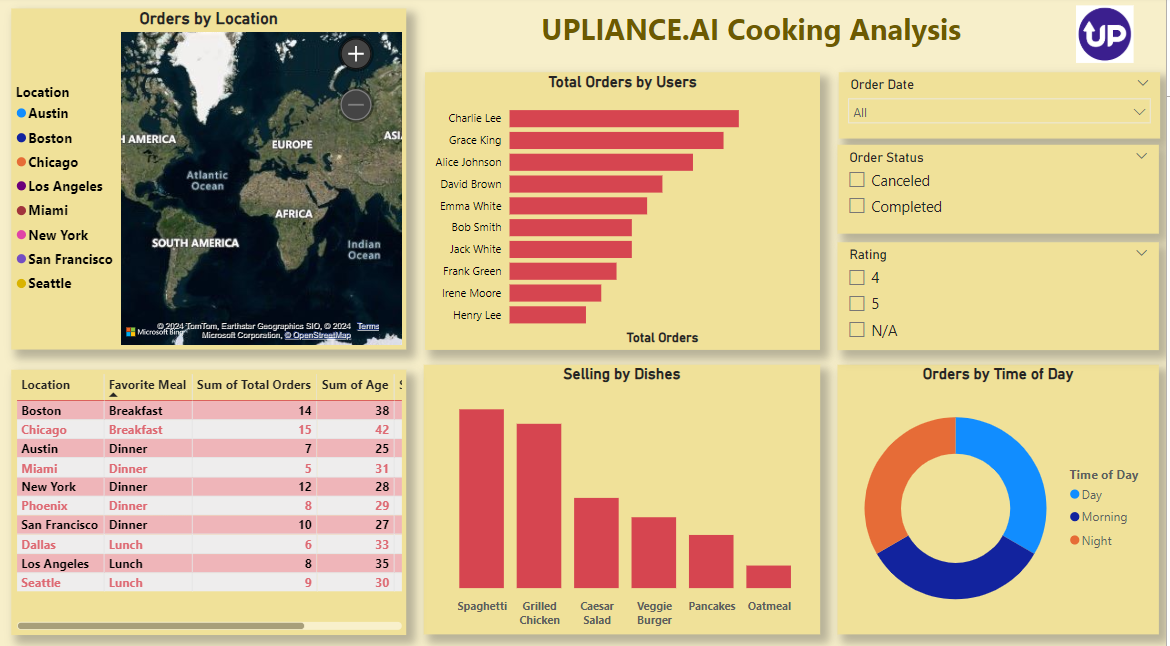 Orders by Location
Location
Austin
Boston
Chicago
Los Angeles
Miami
New York
San Francisco
Seattle
H AMERICA
EUROPE
ASI
Atlantic
Ocean
AFRICA
SOUTH AMERICA
Indian
Ocean
Microsoft Bing
© 2024 TomTom, Earthstar Geographics SIO, © 2024
Microsoft Corporation, © OpenStreetMap
Terms
UPLIANCE.AI Cooking Analysis
UP
Total Orders by Users
Charlie Lee
Grace King
Alice Johnson
David Brown
Emma White
Bob Smith
Jack White
Frank Green
Irene Moore
Henry Lee
Total Orders
Order Date
All
Order Status
Canceled
Completed
Rating
4
5
N/A
Location Favorite Meal Sum of Total Orders Sum of Age S
Boston Breakfast 14 38
Chicago Breakfast 15 42
Austin Dinner 7 25
Miami Dinner 5 31
New York Dinner 12 28
Phoenix Dinner 8 29
San Francisco Dinner 10 27
Dallas Lunch 6 33
Los Angeles Lunch 8 35
Seattle Lunch 9 30
Selling by Dishes
Spaghetti
Grilled
Chicken
Caesar
Salad
Veggie
Burger
Pancakes
Oatmeal
Orders by Time of Day
Time of Day
Day
Morning
Night